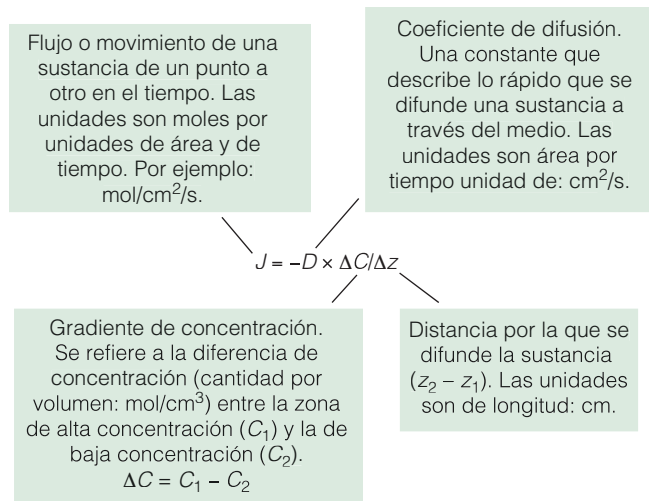 Flujo o movimiento de una
sustancia de un punto a
otro en el tiempo. Las
unidades son moles por
unidades de área y de
tiempo. Por ejemplo:
mol/cm²/s.
Coeficiente de difusión.
Una constante que
describe lo rápido que se
difunde una sustancia a
través del medio. Las
unidades son área por
tiempo unidad de: cm²/s.
J = –D × ΔC/Δz
Gradiente de concentración.
Se refiere a la diferencia de
concentración (cantidad por
volumen: mol/cm³) entre la zona
de alta concentración (C₁) y la de
baja concentración (C₂).
ΔC = C₁ – C₂
Distancia por la que se
difunde la sustancia
(z₂ – z₁). Las unidades
son de longitud: cm.